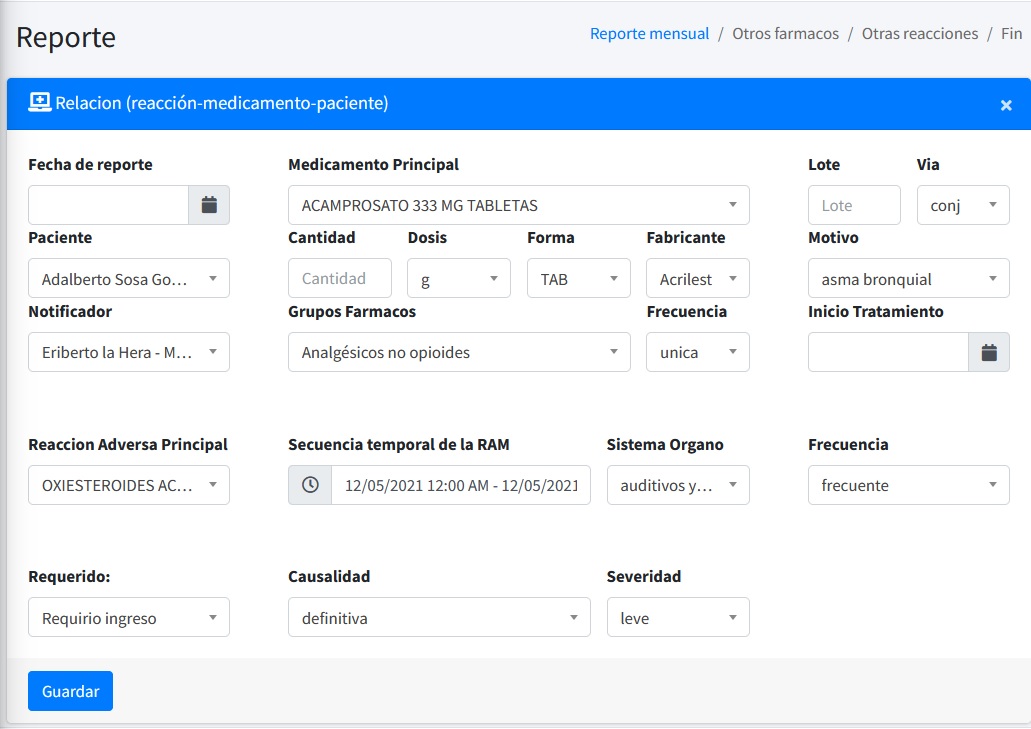 Reporte
Reporte mensual / Otros farmacos / Otras reacciones / Fin
Relacion (reacción-medicamento-paciente) ×
Fecha de reporte Medicamento Principal Lote Via
ACAMPROSATO 333 MG TABLETAS Lote conj
Paciente Cantidad Dosis Forma Fabricante Motivo
Adalberto Sosa Go... Cantidad g TAB Acrilest asma bronquial
Notificador Grupos Farmacos Frecuencia Inicio Tratamiento
Eriberto la Hera - M... Analgésicos no opioides unica
Reaccion Adversa Principal Secuencia temporal de la RAM Sistema Organo Frecuencia
OXIESTEROIDES AC... 12/05/2021 12:00 AM - 12/05/2021 auditivos y... frecuente
Requerido: Causalidad Severidad
Requirio ingreso definitiva leve
Guardar